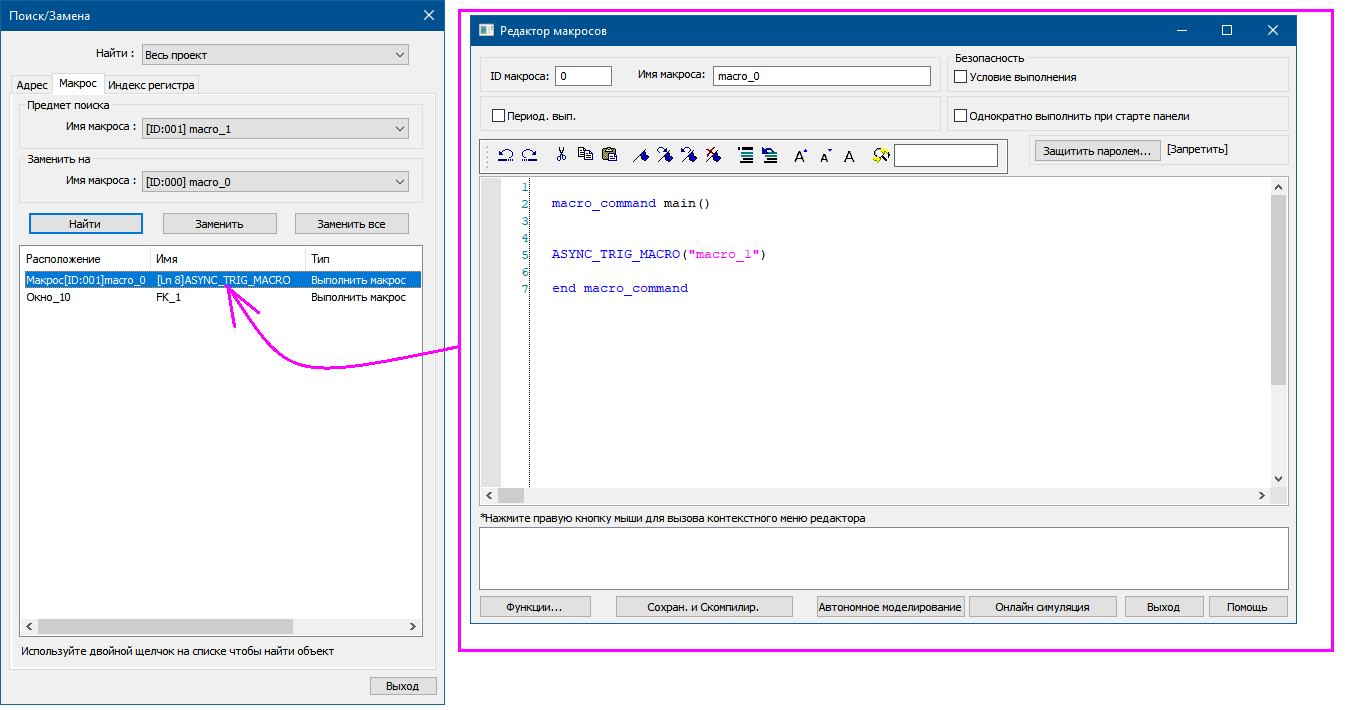 Поиск/Замена
Найти :
Весь проект
Адрес
Макрос
Индекс регистра
Предмет поиска
Имя макроса :
[ID:001] macro_1
Заменить на
Имя макроса :
[ID:000] macro_0
Найти
Заменить
Заменить все
Расположение
Имя
Тип
Макрос[ID:001]macro_0
[Ln 8]ASYNC_TRIG_MACRO
Выполнить макрос
Окно_10
FK_1
Выполнить макрос
Используйте двойной щелчок на списке чтобы найти объект
Выход
Редактор макросов
ID макроса:
0
Имя макроса:
macro_0
Безопасность
Условие выполнения
Период. вып.
Однократно выполнить при старте панели
Защитить паролем...
[Запретить]
1
2 macro_command main()
3
4
5 ASYNC_TRIG_MACRO("macro_1")
6
7 end macro_command
*Нажмите правую кнопку мыши для вызова контекстного меню редактора
Функции...
Сохран. и Скомпилир.
Автономное моделирование
Онлайн симуляция
Выход
Помощь